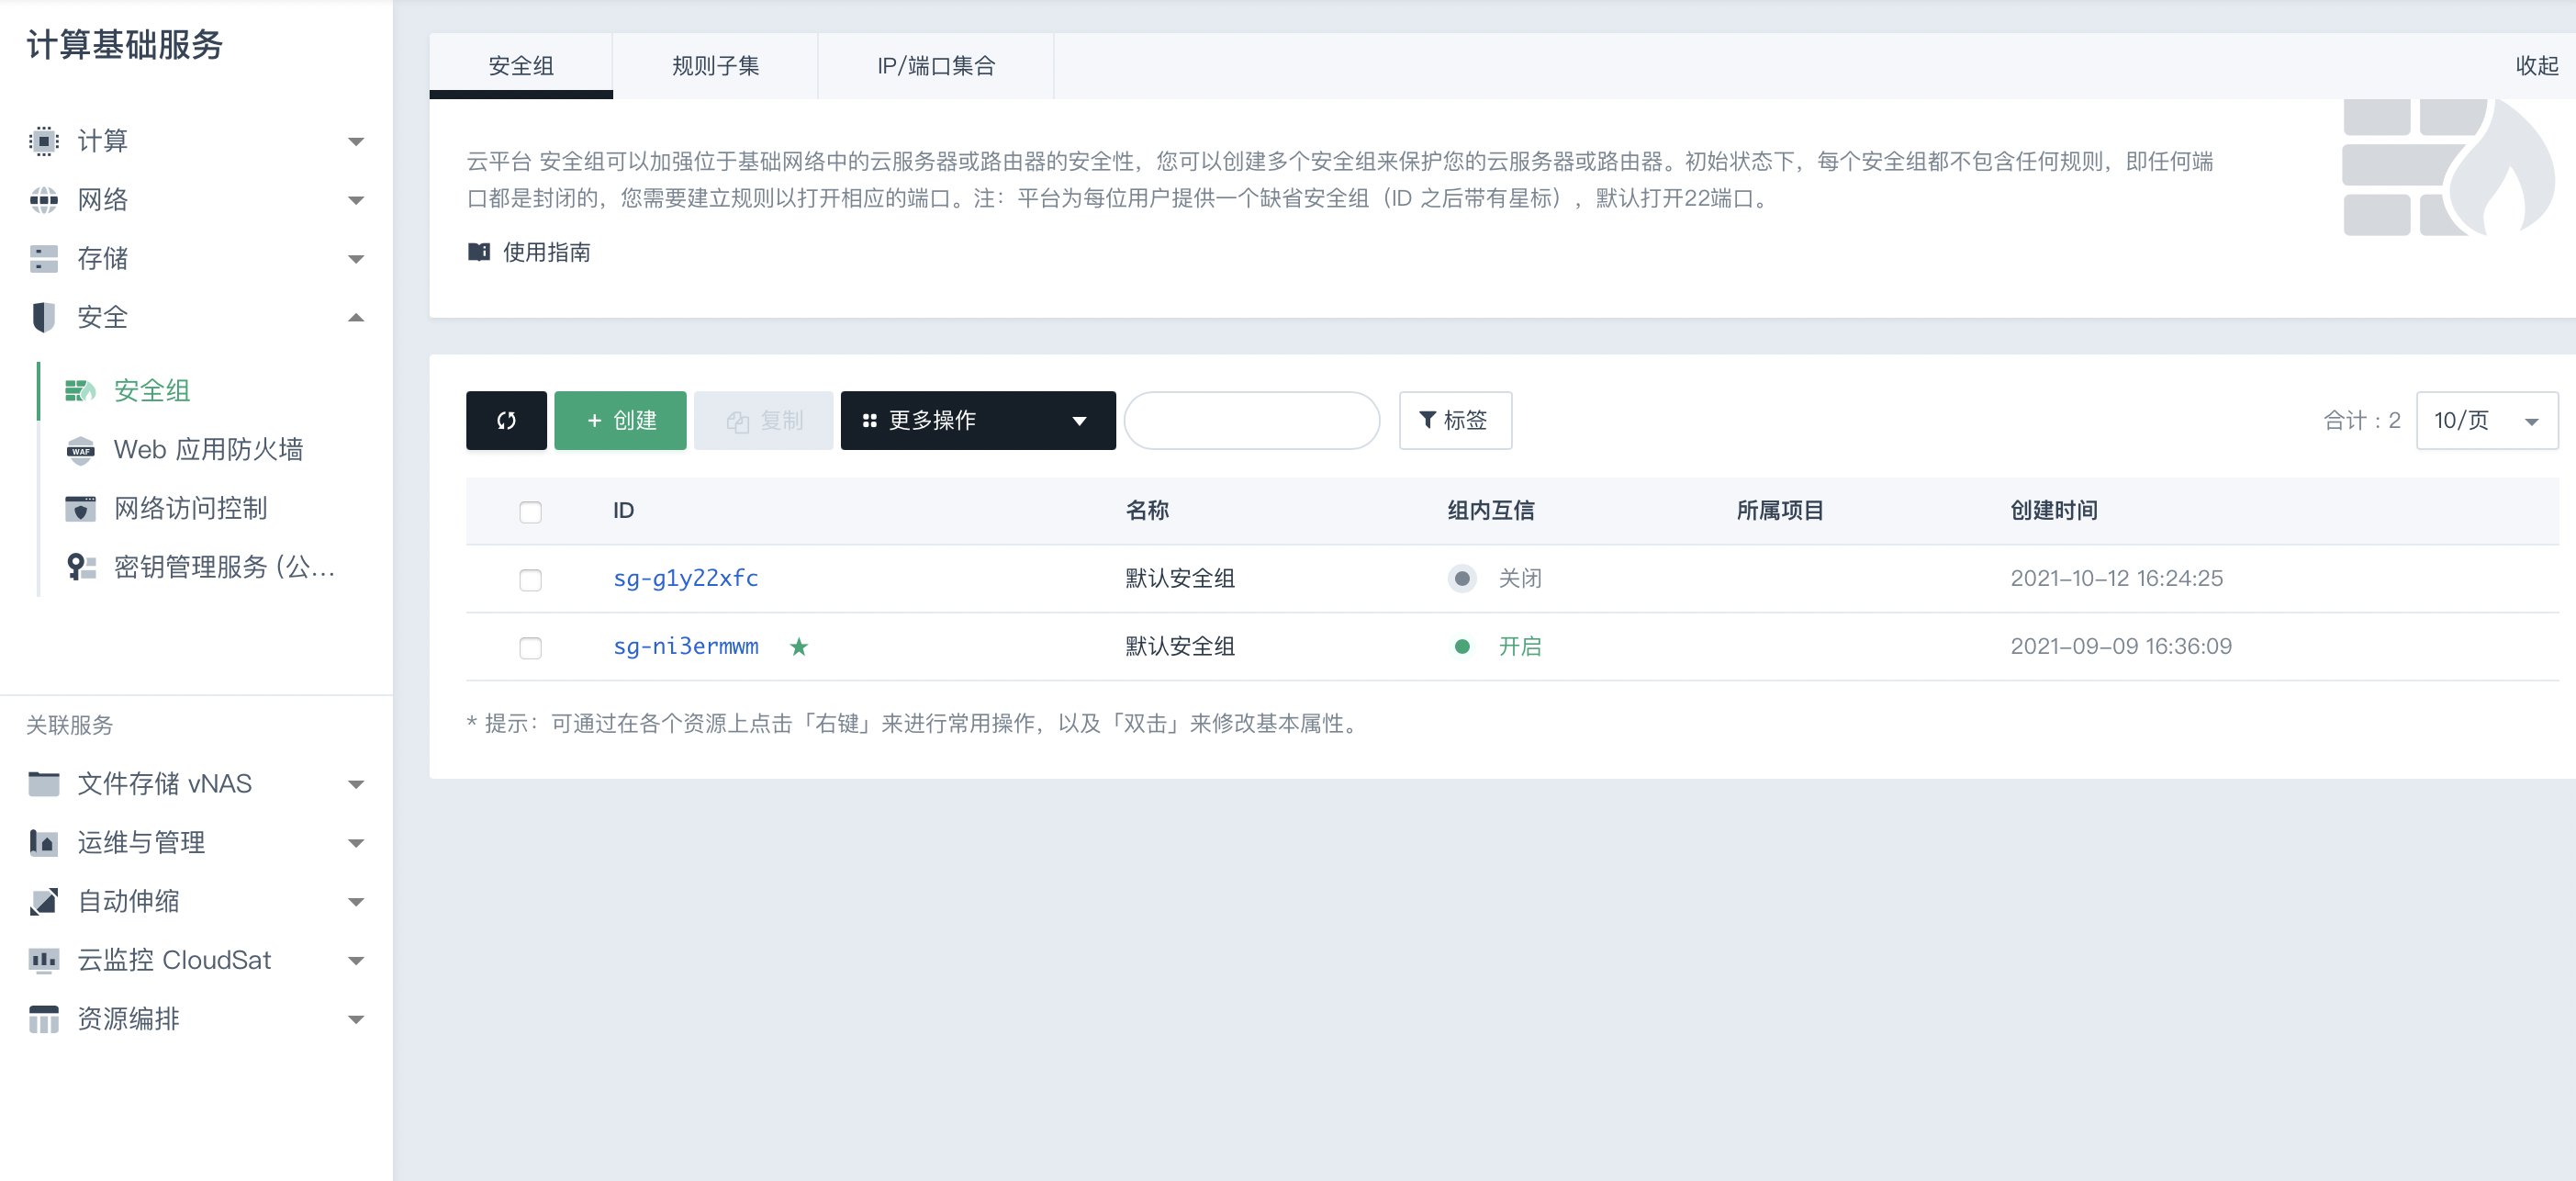 计算基础服务
计算
网络
存储
安全
安全组
Web 应用防火墙
网络访问控制
密钥管理服务 (公...
关联服务
文件存储 vNAS
运维与管理
自动伸缩
云监控 CloudSat
资源编排
安全组 规则子集 IP/端口集合 收起
云平台 安全组可以加强位于基础网络中的云服务器或路由器的安全性，您可以创建多个安全组来保护您的云服务器或路由器。初始状态下，每个安全组都不包含任何规则，即任何端
口都是封闭的，您需要建立规则以打开相应的端口。注：平台为每位用户提供一个缺省安全组（ID 之后带有星标），默认打开22端口。
使用指南
+ 创建 复制 更多操作 标签 合计：2 10/页
ID 名称 组内互信 所属项目 创建时间
sg-g1y22xfc 默认安全组 关闭 2021-10-12 16:24:25
sg-ni3ermwm ★ 默认安全组 开启 2021-09-09 16:36:09
* 提示：可通过在各个资源上点击「右键」来进行常用操作，以及「双击」来修改基本属性。
WAF